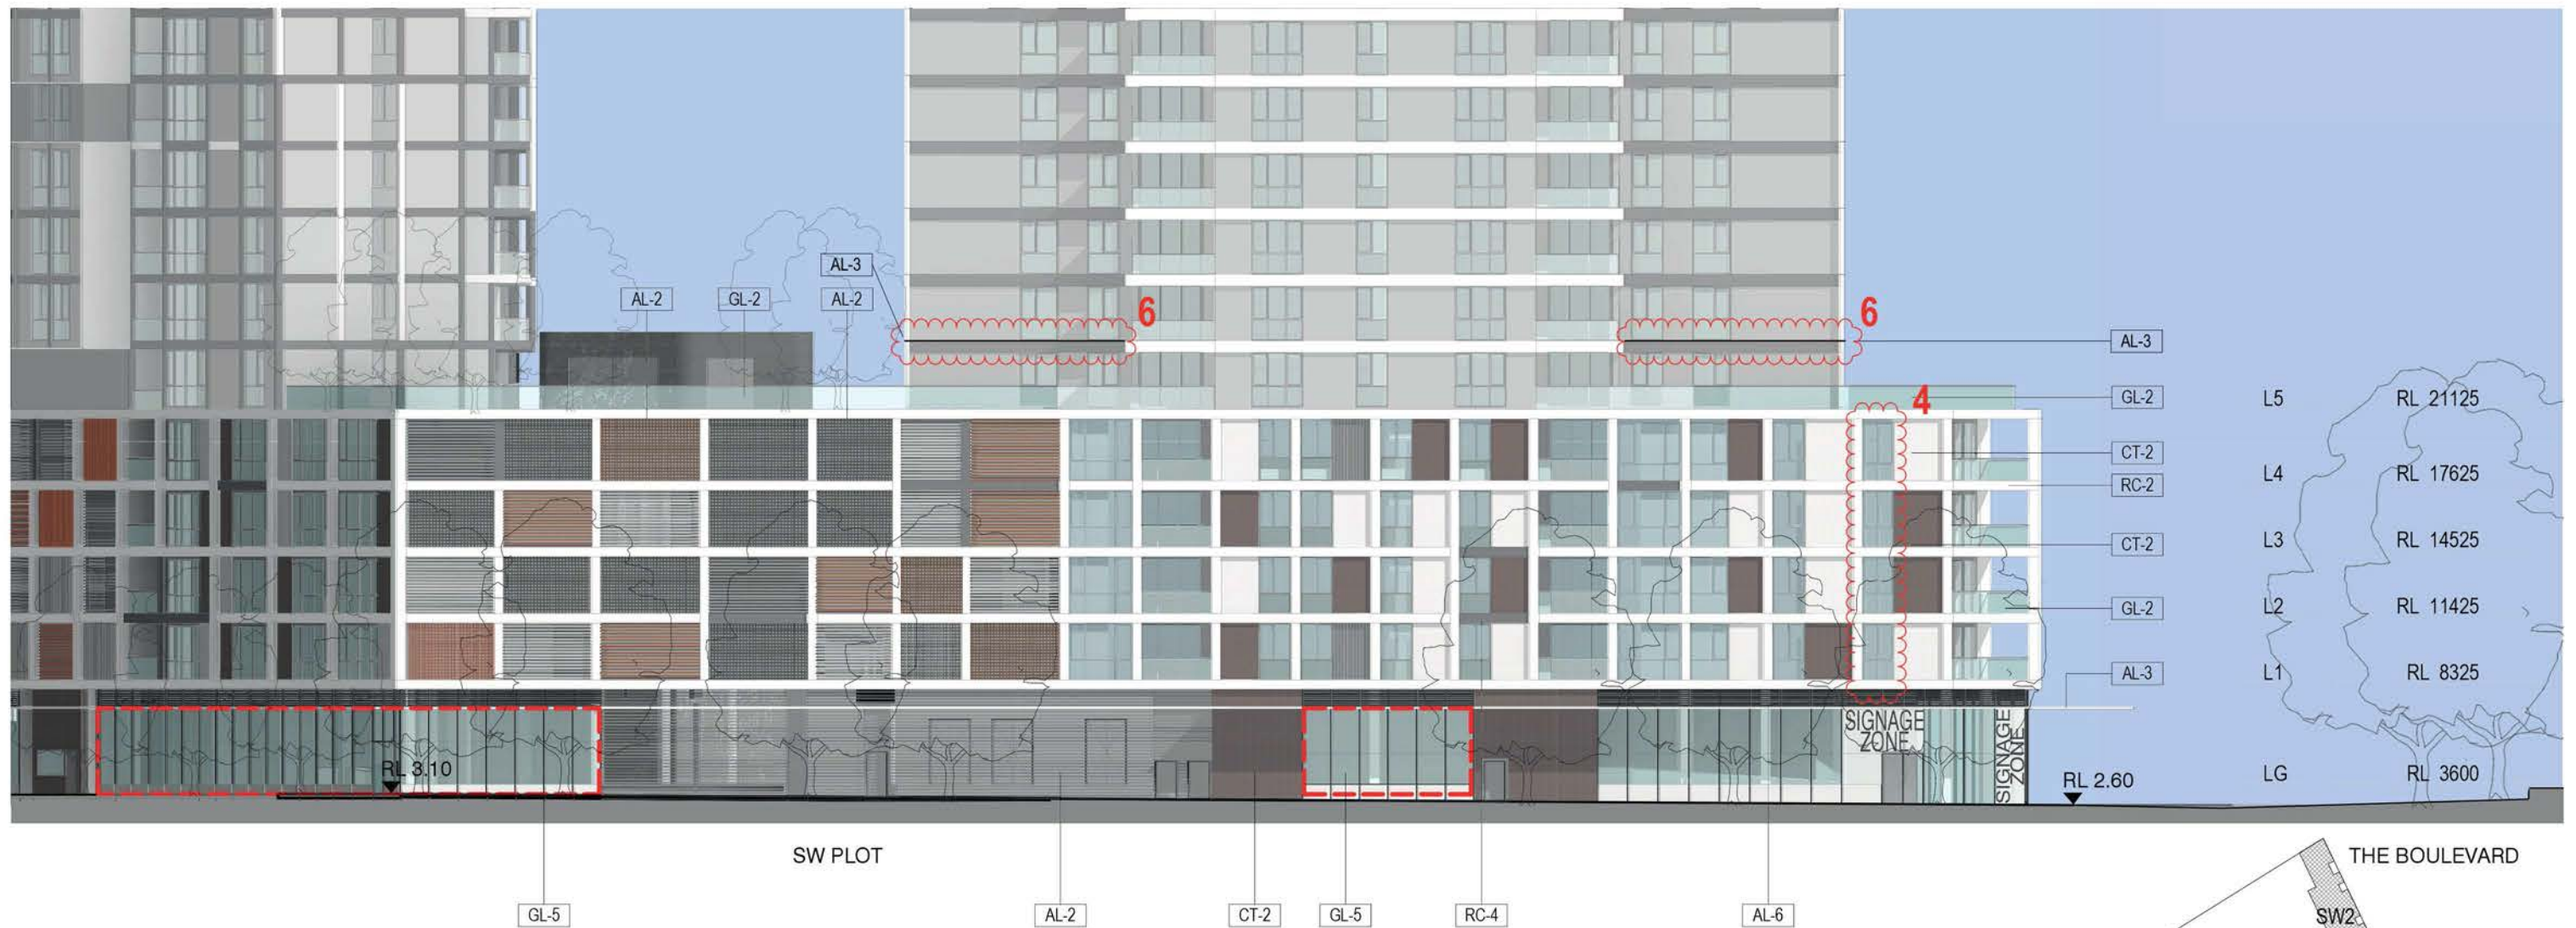 AL-3
AL-2
GL-2
AL-2
6
6
AL-3
GL-2
L5
RL 21125
4
CT-2
L4
RL 17625
RC-2
CT-2
L3
RL 14525
GL-2
L2
RL 11425
AL-3
L1
RL 8325
SIGNAGE
ZONE
SIGNAGE
ZONE
RL 3.10
RL 2.60
LG
RL 3600
SW PLOT
THE BOULEVARD
GL-5
AL-2
CT-2
GL-5
RC-4
AL-6
SW2